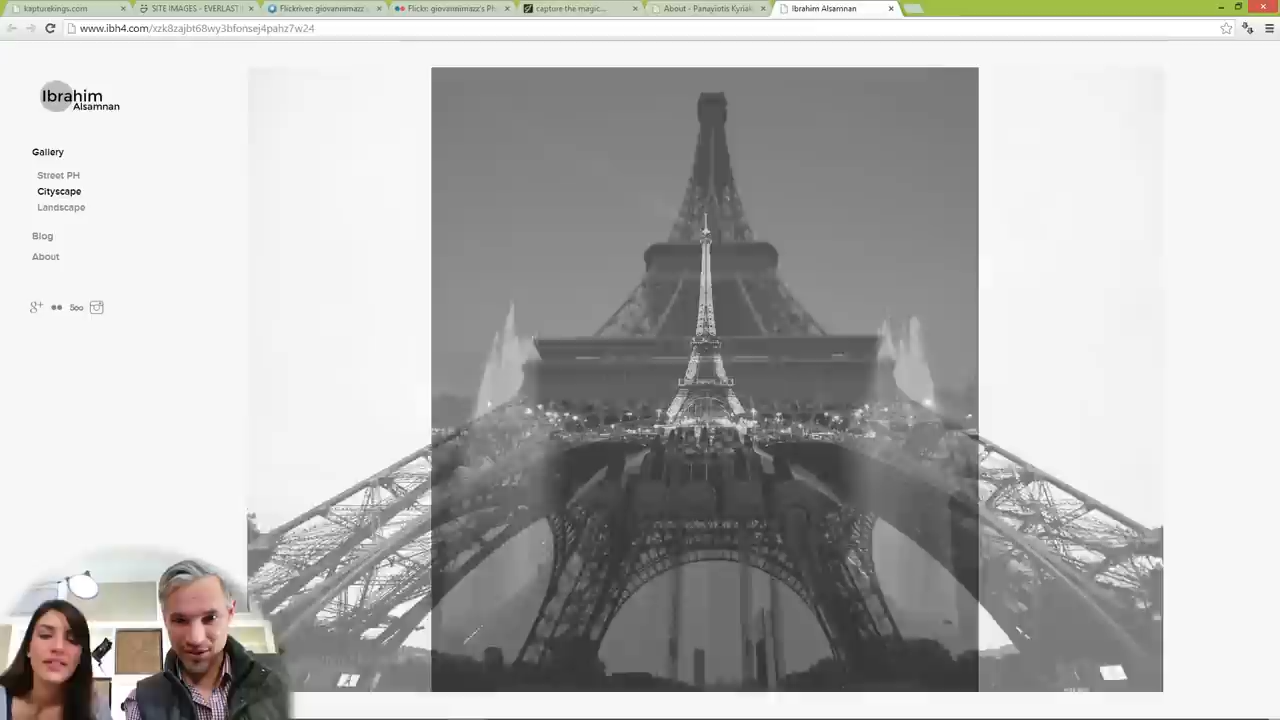 kapturekings.com
SITE IMAGES - EVERLAST
Flickriver: giovanniimazz's
Flickr: giovanniimazz's Ph
capture the magic...
About - Panayiotis Kyriak
Ibrahim Alsamnan
www.ibh4.com/xzk8zajbt68wy3bfonsej4pahz7w24
Ibrahim
Alsamnan
Gallery
Street PH
Cityscape
Landscape
Blog
About
g+ 500